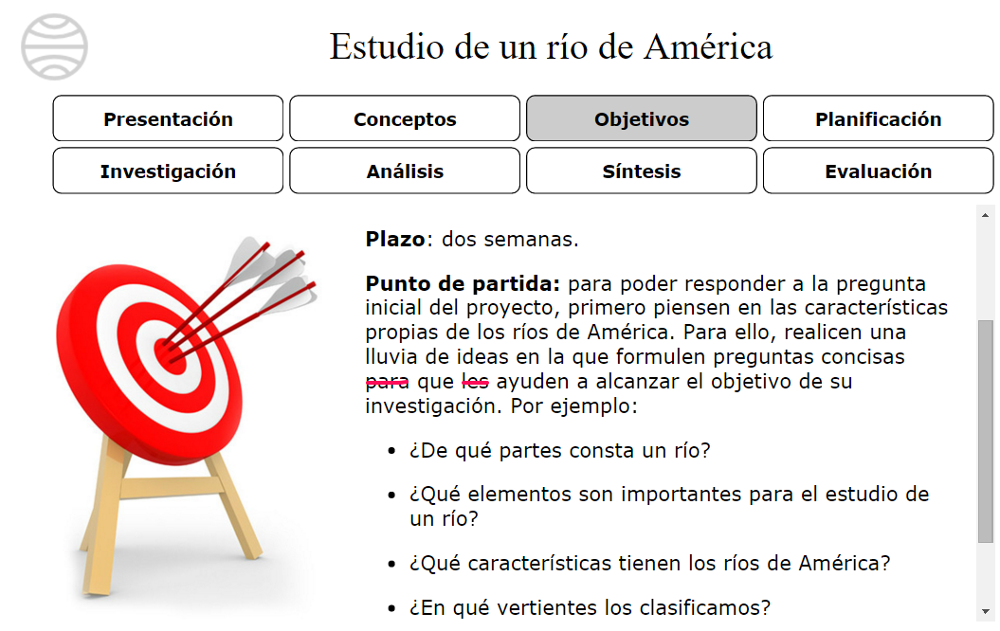 Estudio de un río de América
Presentación
Conceptos
Objetivos
Planificación
Investigación
Análisis
Síntesis
Evaluación
Plazo: dos semanas.
Punto de partida: para poder responder a la pregunta
inicial del proyecto, primero piensen en las características
propias de los ríos de América. Para ello, realicen una
lluvia de ideas en la que formulen preguntas concisas
para que les ayuden a alcanzar el objetivo de su
investigación. Por ejemplo:
• ¿De qué partes consta un río?
• ¿Qué elementos son importantes para el estudio de
un río?
• ¿Qué características tienen los ríos de América?
• ¿En qué vertientes los clasificamos?